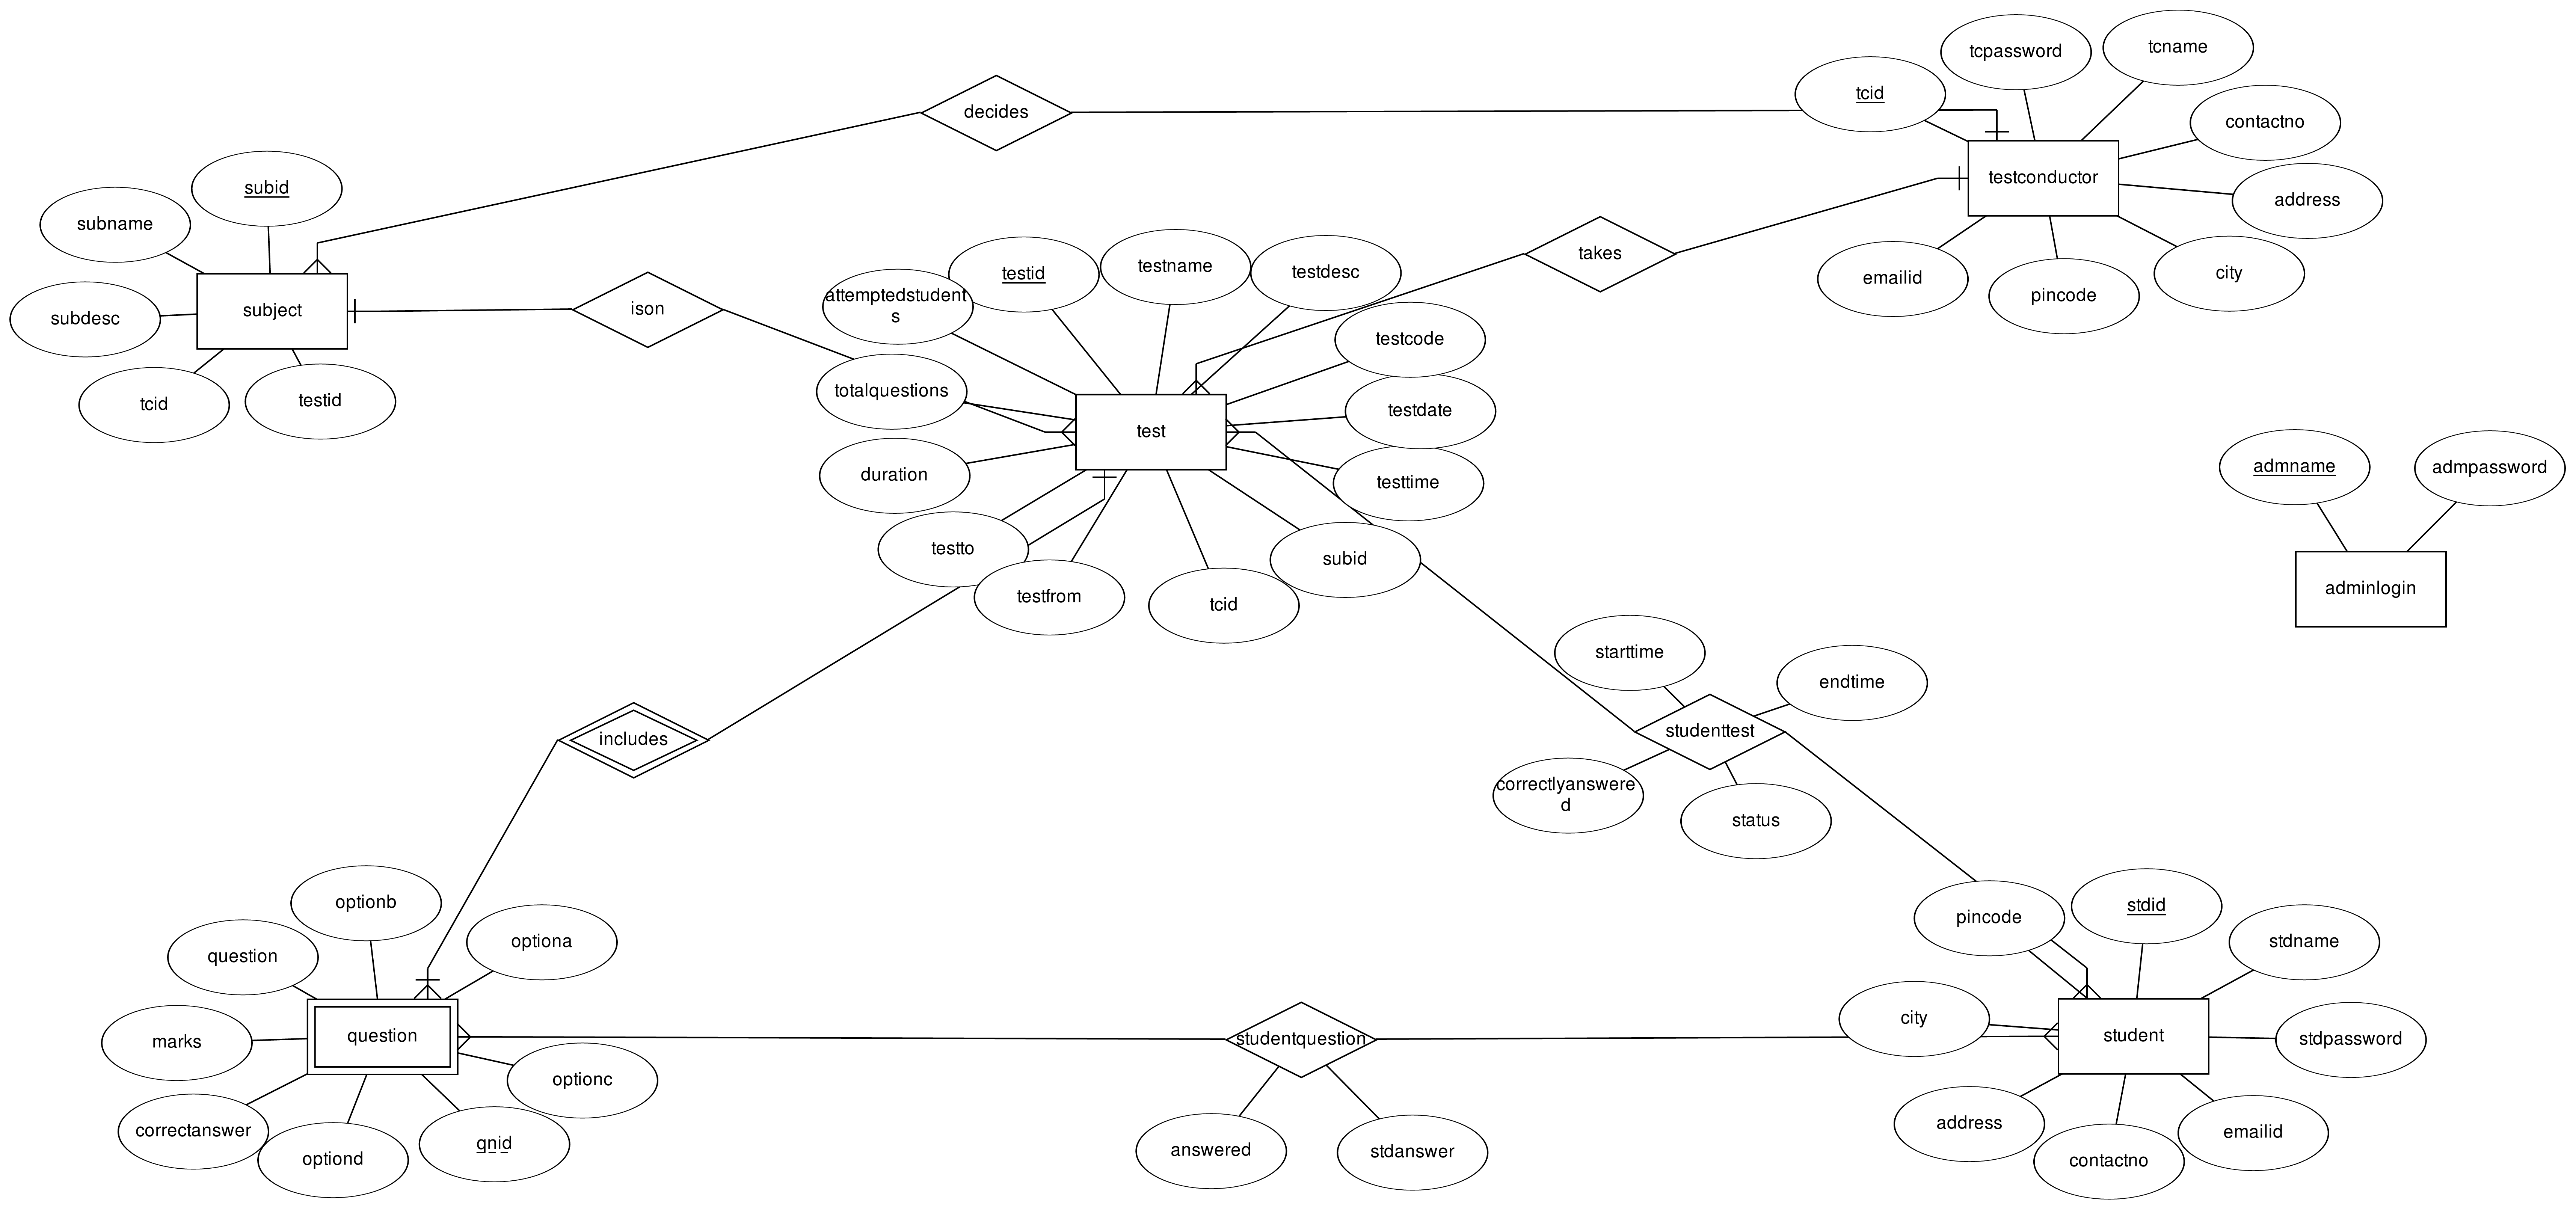 tcpassword
tcname
tcid
decides
contactno
testconductor
subid
address
subname
takes
testid
testname
testdesc
emailid
city
pincode
attemptedstudent
s
subject
ison
subdesc
testcode
totalquestions
tcid
testid
testdate
test
duration
testtime
admname
admpassword
testto
subid
testfrom
tcid
adminlogin
starttime
endtime
includes
studenttest
correctlyanswere
d
status
optionb
pincode
stdid
question
optiona
stdname
city
marks
question
studentquestion
student
stdpassword
optionc
correctanswer
optiond
gnid
answered
stdanswer
address
contactno
emailid